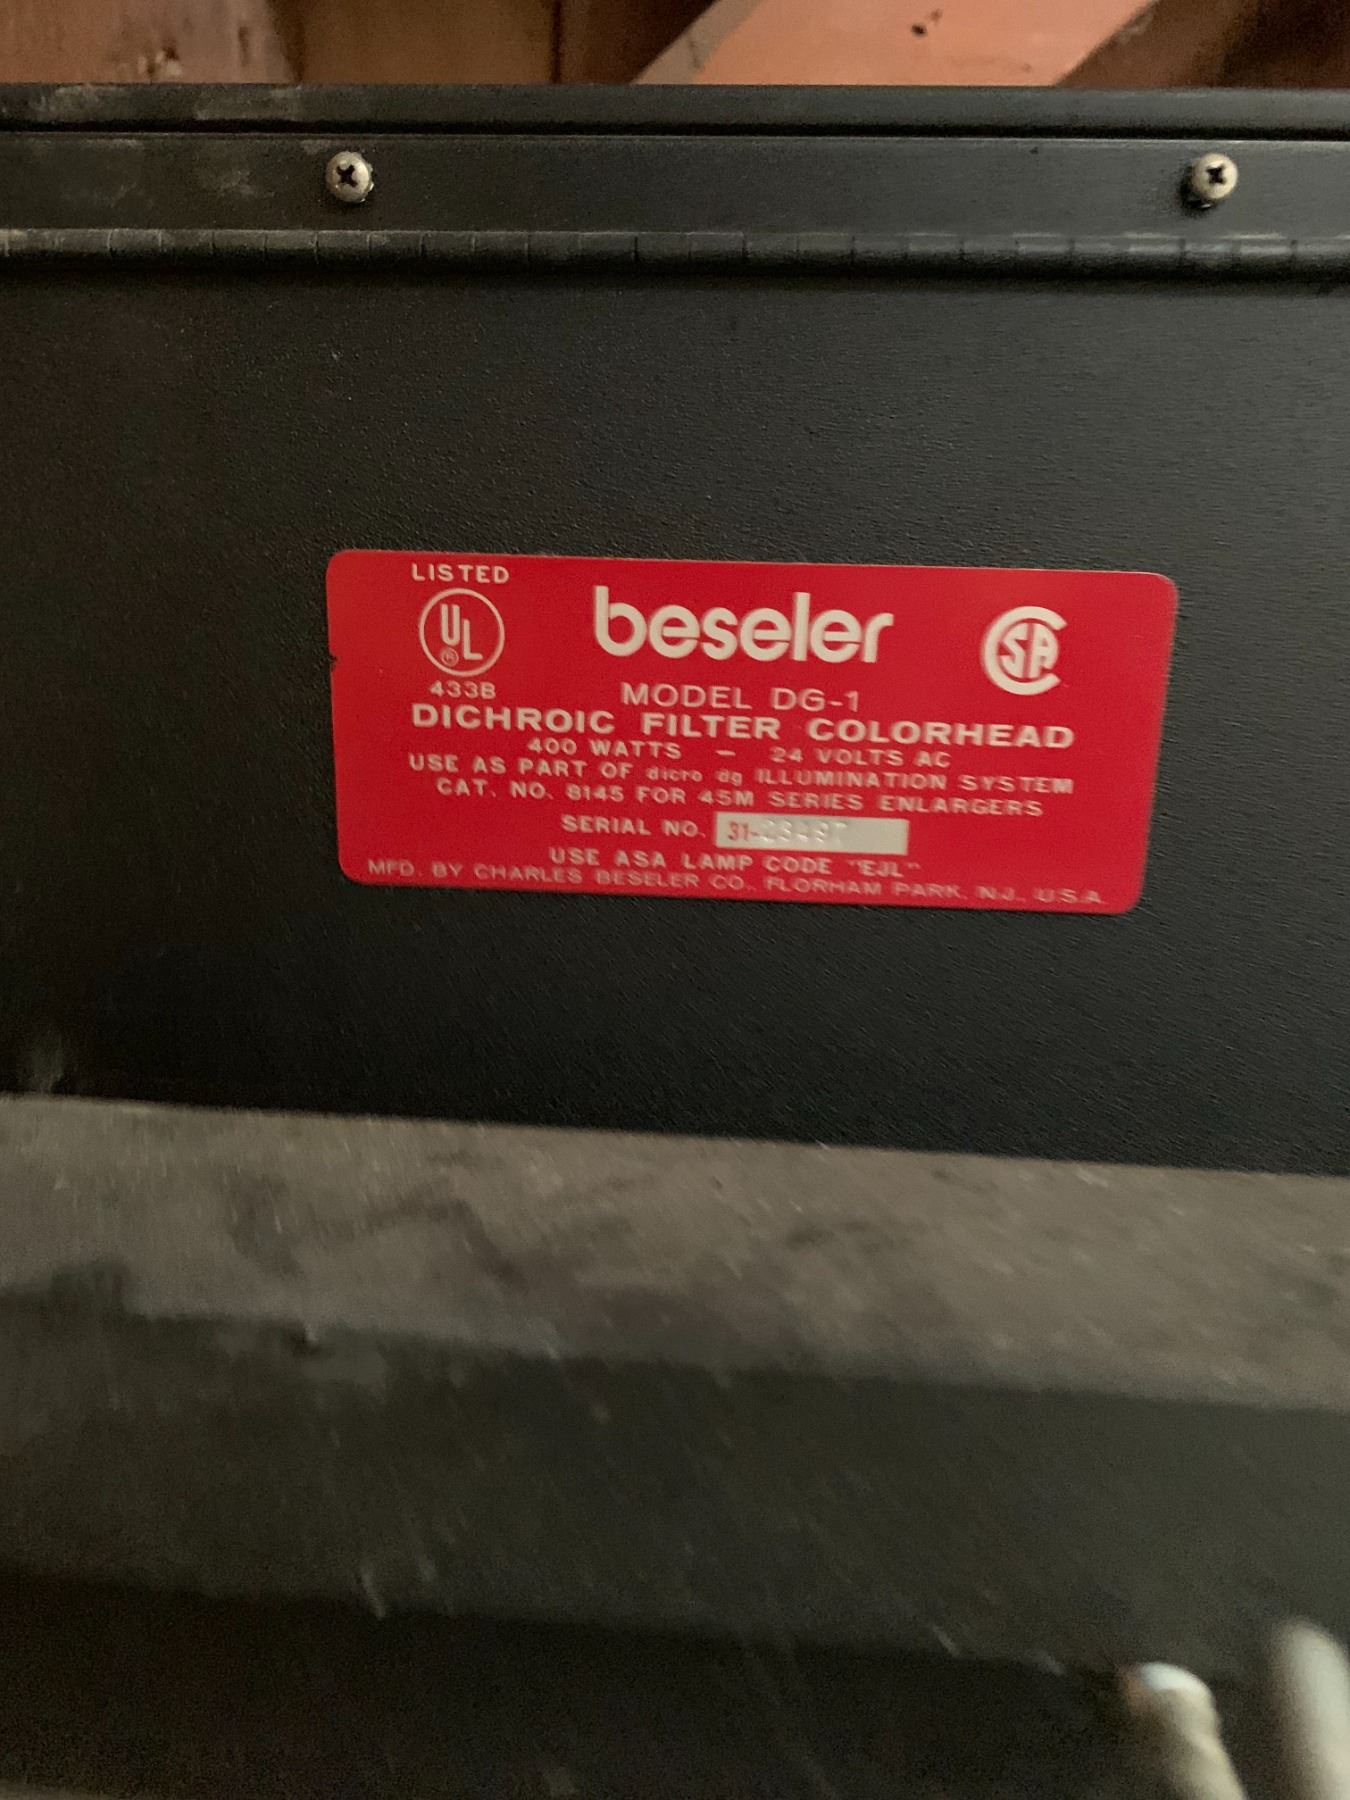 LISTED
UL
®
433B
beseler
CSA
MODEL DG-1
DICHROIC FILTER COLORHEAD
400 WATTS — 24 VOLTS AC
USE AS PART OF dicro dg ILLUMINATION SYSTEM
CAT. NO. 8145 FOR 45M SERIES ENLARGERS
SERIAL NO. 31-
USE ASA LAMP CODE "EJL"
MFD. BY CHARLES BESELER CO. FLORHAM PARK, N.J., U.S.A.